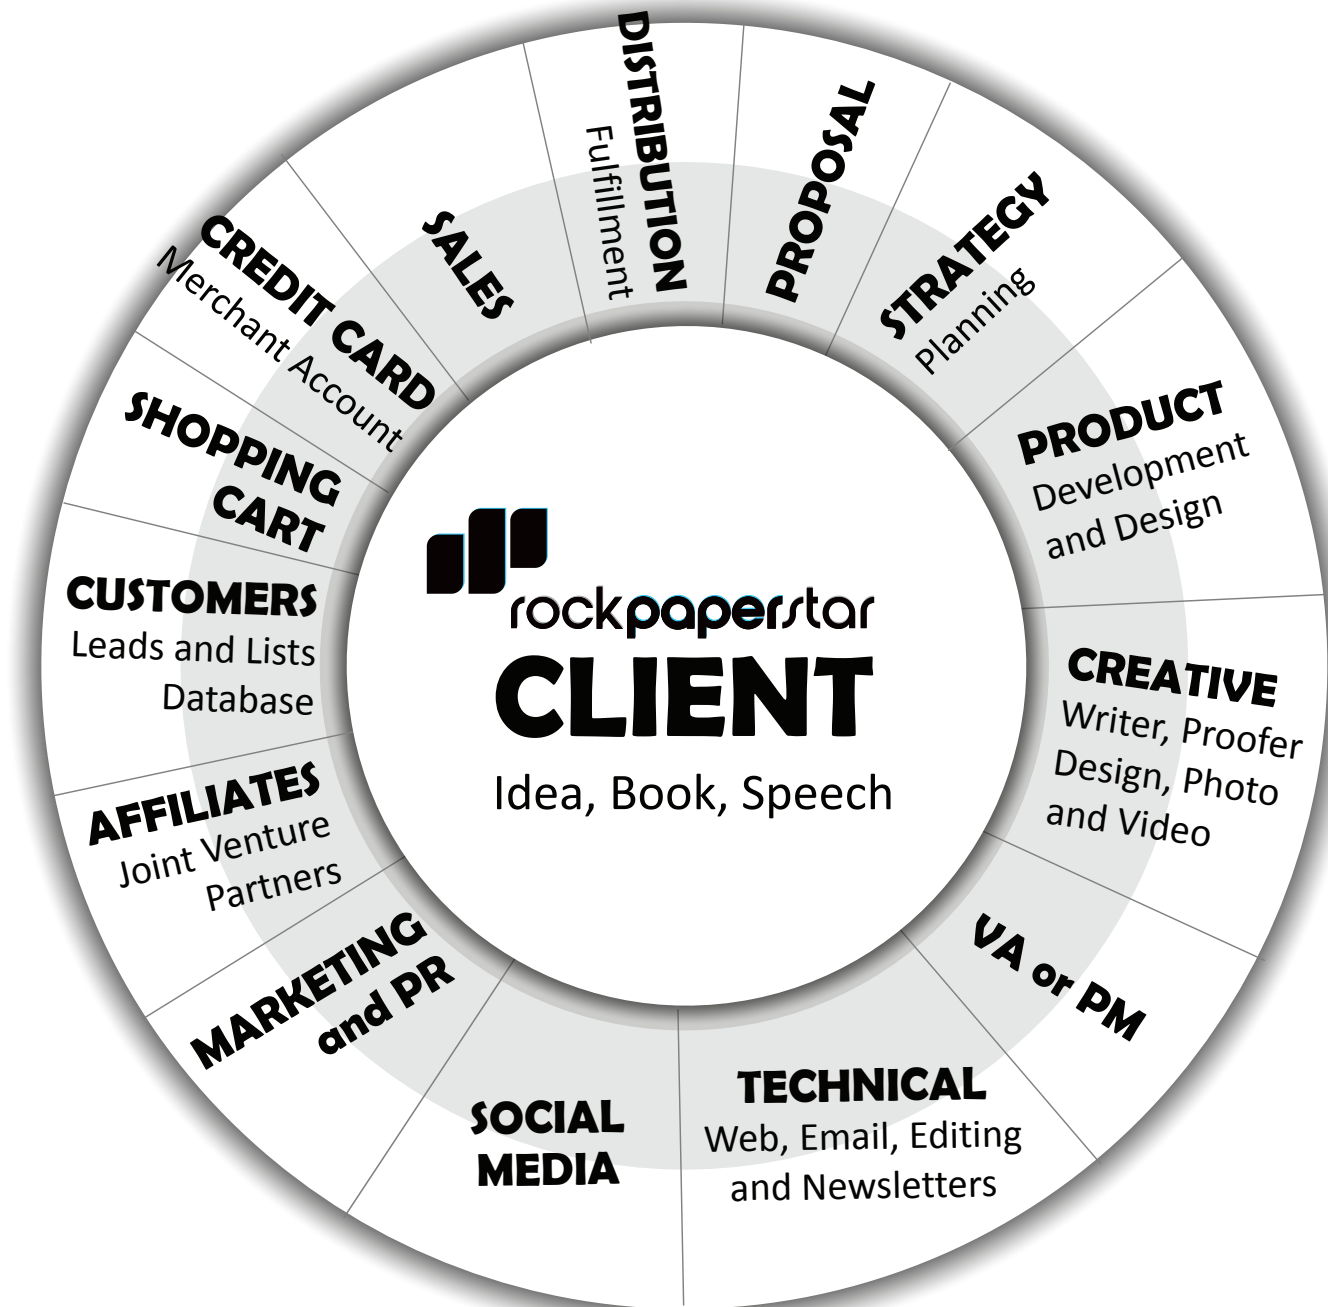 rockpaperstar
CLIENT
Idea, Book, Speech
DISTRIBUTION
Fulfillment
PROPOSAL
STRATEGY
Planning
PRODUCT
Development
and Design
CREATIVE
Writer, Proofer
Design, Photo
and Video
VA or PM
TECHNICAL
Web, Email, Editing
and Newsletters
SOCIAL
MEDIA
MARKETING
and PR
AFFILIATES
Joint Venture
Partners
CUSTOMERS
Leads and Lists
Database
SHOPPING
CART
CREDIT CARD
Merchant Account
SALES